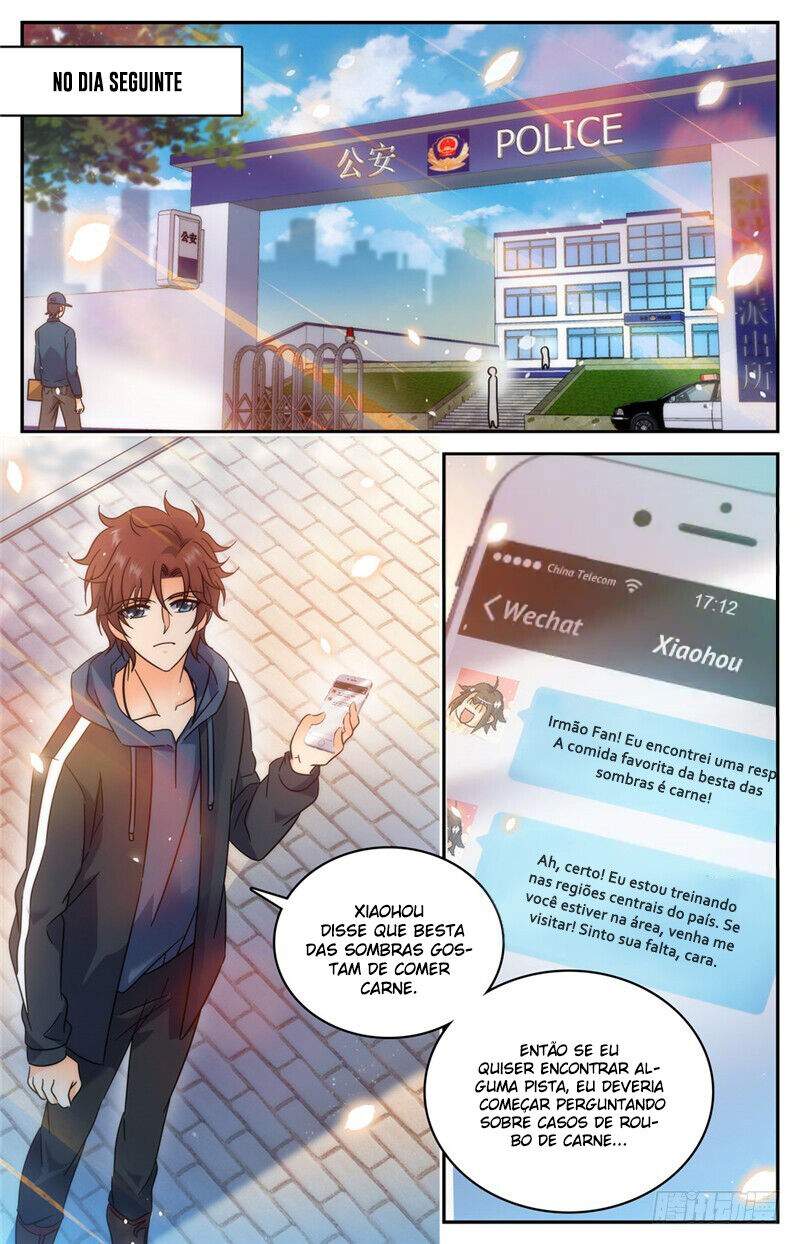 NO DIA SEGUINTE
公安 POLICE
公安
派出所
China Telecom
17:12
Wechat
Xiaohou
Irmão Fan! Eu encontrei uma resp
A comida favorita da besta das
sombras é carne!
Ah, certo! Eu estou treinando
nas regiões centrais do país. Se
você estiver na área, venha me
visitar! Sinto sua falta, cara.
XIAOHOU
DISSE QUE BESTA
DAS SOMBRAS GOS-
TAM DE COMER
CARNE.
ENTÃO SE EU
QUISER ENCONTRAR AL-
GUMA PISTA, EU DEVERIA
COMEÇAR PERGUNTANDO
SOBRE CASOS DE ROU-
BO DE CARNE...
腾讯动漫